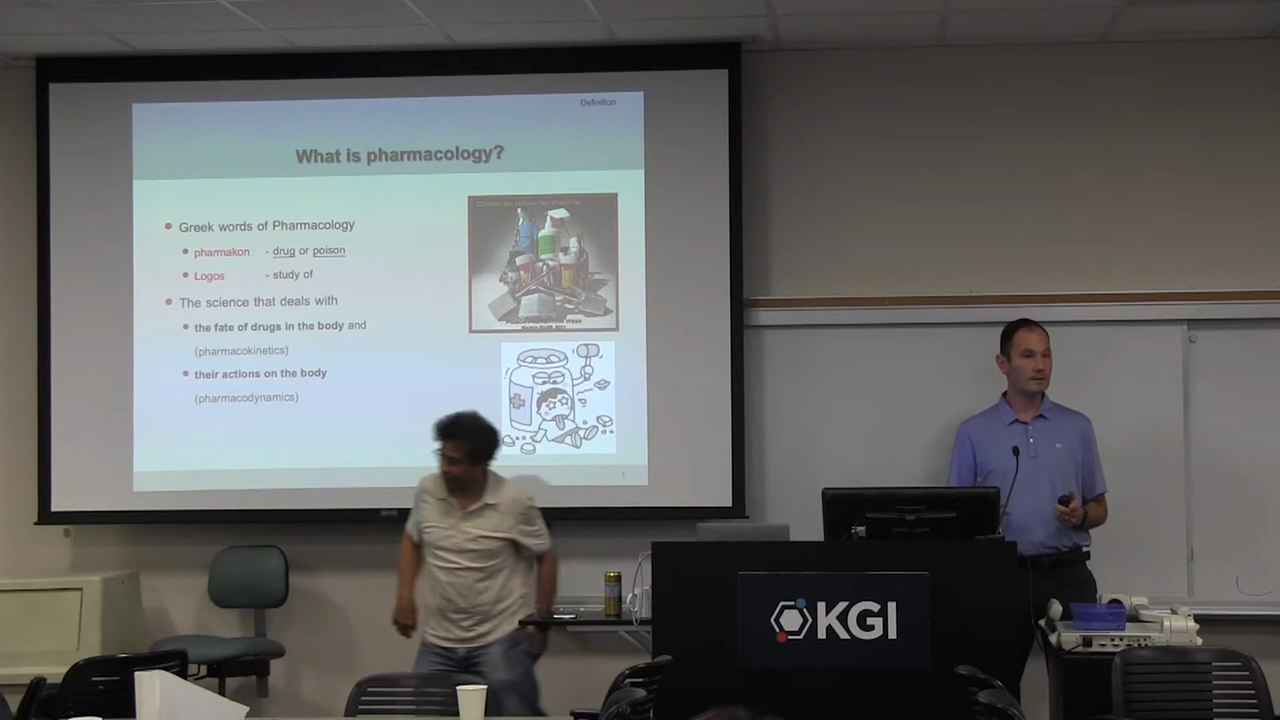 Definition
What is pharmacology?
Greek words of Pharmacology
pharmakon - drug or poison
Logos - study of
The science that deals with
the fate of drugs in the body and
(pharmacokinetics)
their actions on the body
(pharmacodynamics)
KGI